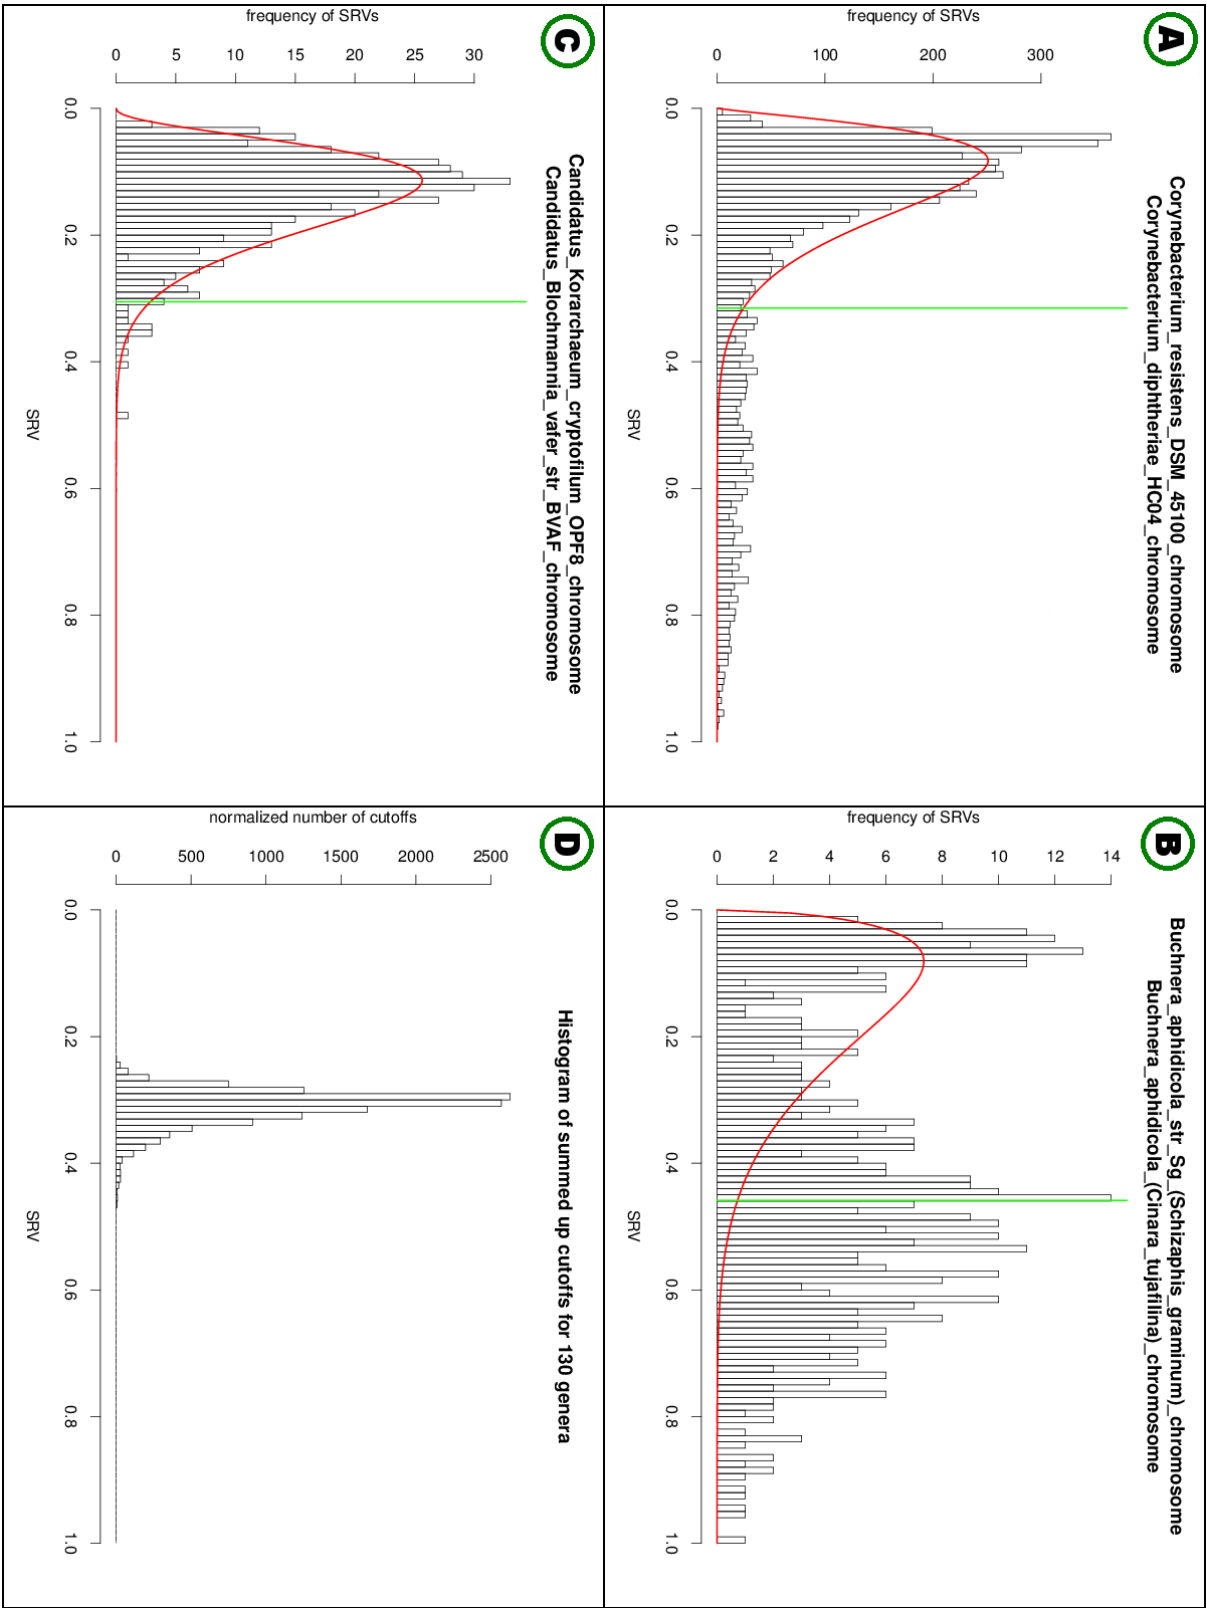 A
Corynebacterium_resistens_DSM_45100_chromosome
Corynebacterium_diphtheriae_HC04_chromosome
frequency of SRVs
0 100 200 300
0.0 0.2 0.4 0.6 0.8 1.0
SRV
B
Buchnera_aphidicola_str_Sg_(Schizaphis_graminum)_chromosome
Buchnera_aphidicola_(Cinara_tujafilina)_chromosome
frequency of SRVs
0 2 4 6 8 10 12 14
0.0 0.2 0.4 0.6 0.8 1.0
SRV
C
Candidatus_Korarchaeum_cryptofilum_OPF8_chromosome
Candidatus_Blochmannia_vafer_str_BVAF_chromosome
frequency of SRVs
0 5 10 15 20 25 30
0.0 0.2 0.4 0.6 0.8 1.0
SRV
D
Histogram of summed up cutoffs for 130 genera
normalized number of cutoffs
0 500 1000 1500 2000 2500
0.0 0.2 0.4 0.6 0.8 1.0
SRV